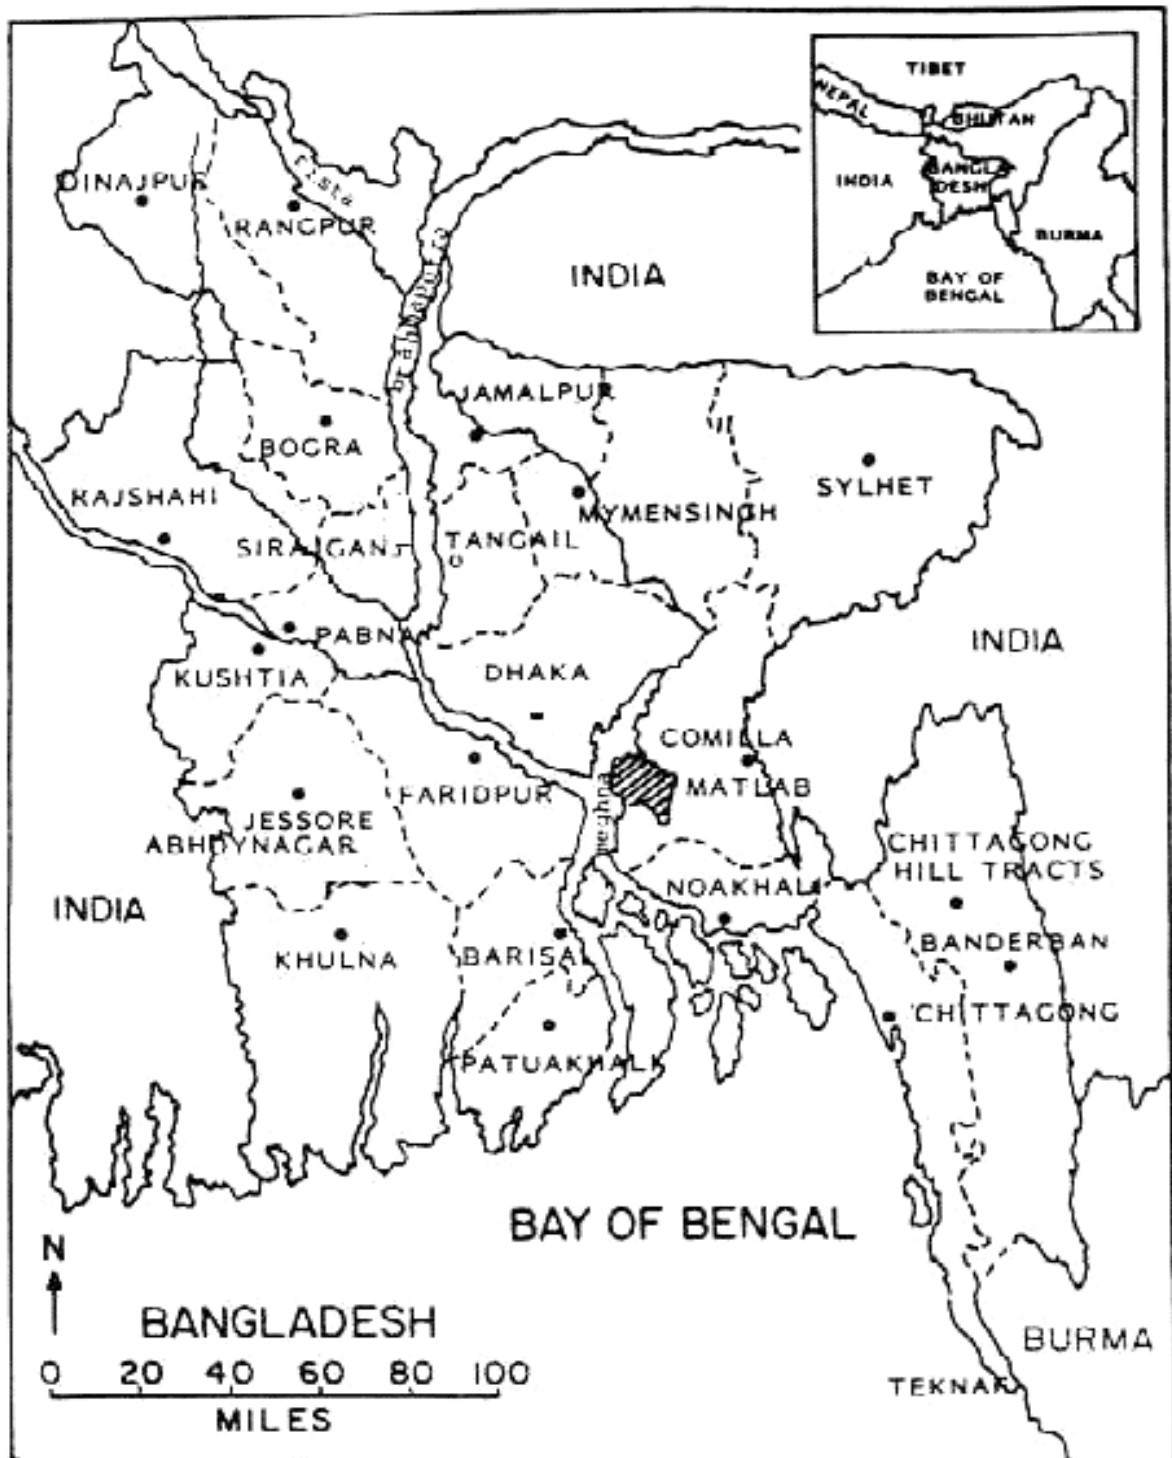 TIBET
NEPAL
BHUTAN
INDIA
BANGLA
DESH
BURMA
BAY OF
BENGAL
DINAJPUR
Tista
RANGPUR
INDIA
JAMALPUR
BOGRA
RAJSHAHI
SYLHET
MYMENSINGH
SIRAJGANJ
TANGAIL
PABNA
INDIA
KUSHTIA
DHAKA
COMILLA
MATLAB
FARIDPUR
meghna
JESSORE
ABHOYNAGAR
CHITTAGONG
HILL TRACTS
NOAKHALI
INDIA
BANDERBAN
KHULNA
BARISAL
CHITTAGONG
PATUAKHALI
BAY OF BENGAL
N
BANGLADESH
BURMA
0 20 40 60 80 100
MILES
TEKNAF